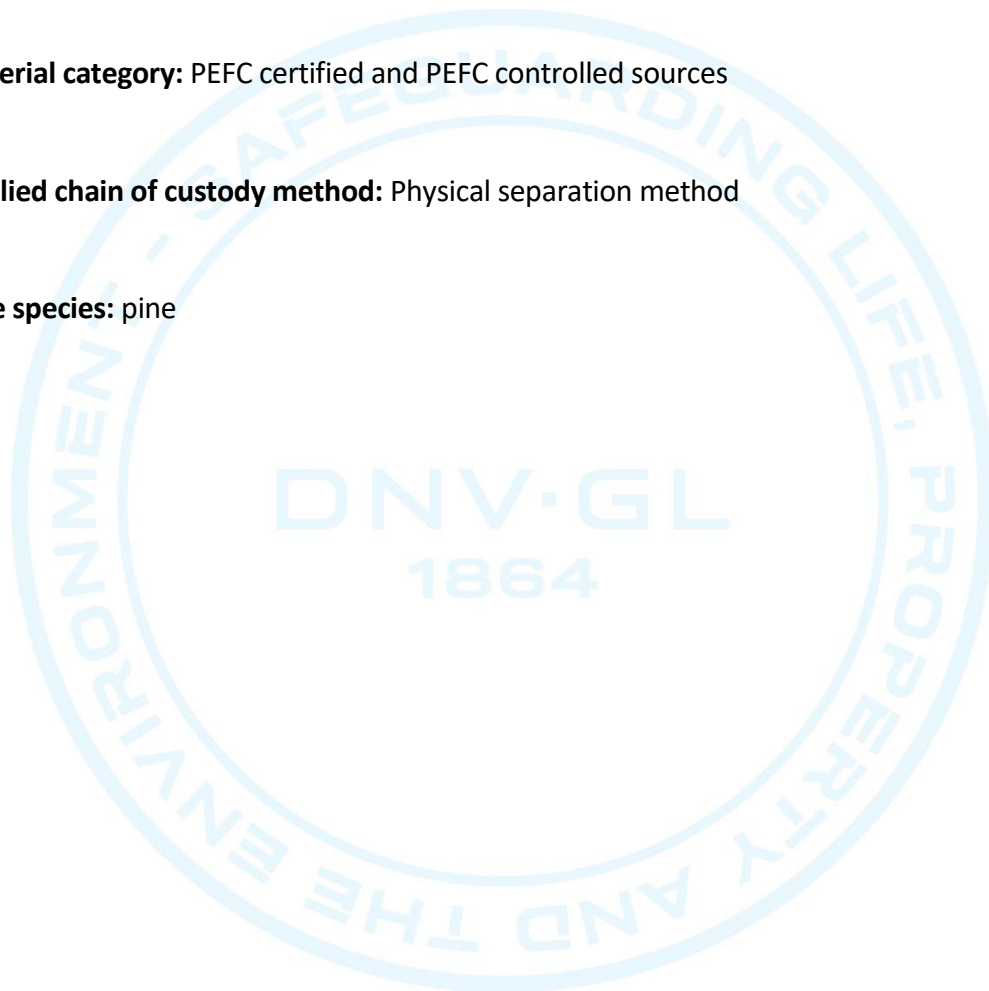 erial category: PEFC certified and PEFC controlled sources
lied chain of custody method: Physical separation method
e species: pine
SAFEGUARDING LIFE, PROPERTY AND THE ENVIRONMENT -
DNV·GL
1864